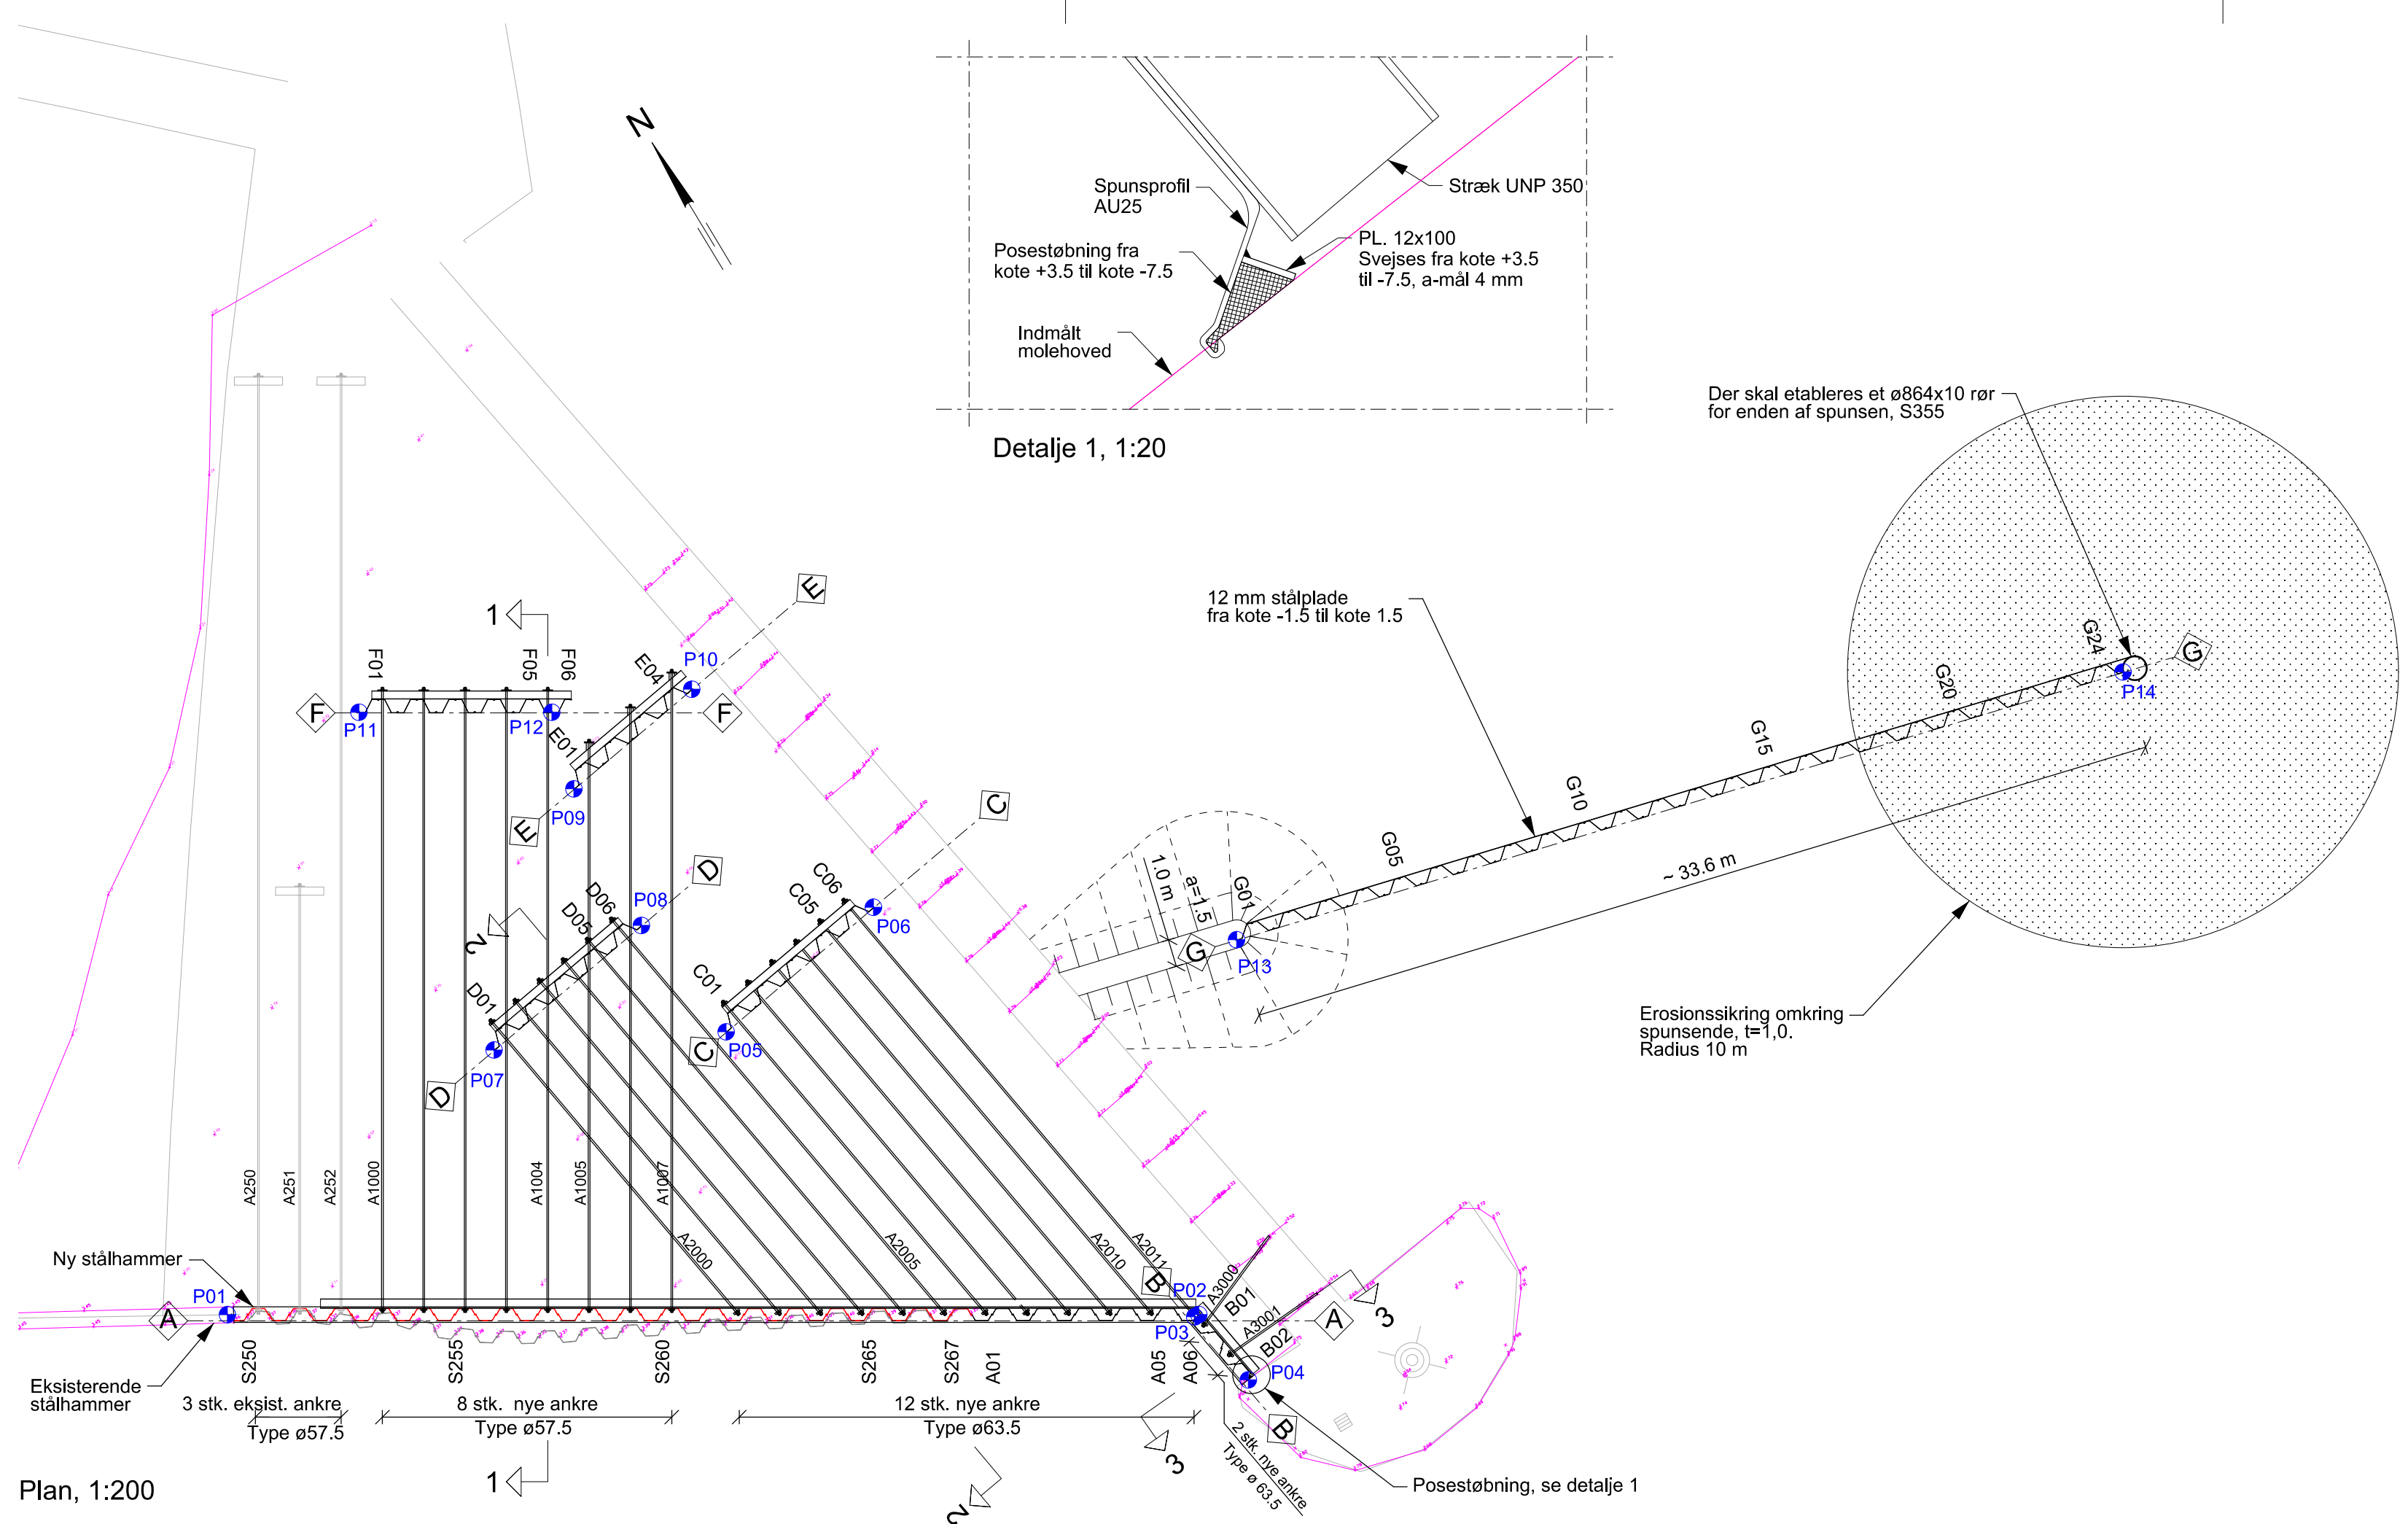 N
Spunsprofil
AU25
Stræk UNP 350
Posestøbning fra
kote +3.5 til kote -7.5
PL. 12x100
Svejses fra kote +3.5
til -7.5, a-mål 4 mm
Indmålt
molehoved
Detalje 1, 1:20
Der skal etableres et ø864x10 rør
for enden af spunsen, S355
12 mm stålplade
fra kote -1.5 til kote 1.5
1
F01
F05
F06
E04
P10
E
F
P11
P12
F
E01
P09
E
G24
G
P14
G20
G15
G10
G05
~ 33.6 m
C
D
P08
D06
D05
2
C06
C05
P06
1.0 m
a=1.5
G01
G
P13
C01
D01
P05
C
P07
D
Erosionssikring omkring
spunsende, t=1,0.
Radius 10 m
A250
A251
A252
A1000
A1004
A1005
A1007
A2000
A2005
A2010
A2011
B
P02
A3000
B01
A3001
B02
Ny stålhammer
P01
A
P03
A
3
P04
S250
S255
S260
S265
S267
A01
A05
A06
Eksisterende
stålhammer
3 stk. eksist. ankre
Type ø57.5
8 stk. nye ankre
Type ø57.5
12 stk. nye ankre
Type ø63.5
2 stk. nye ankre
Type ø 63.5
B
3
1
2
Posestøbning, se detalje 1
Plan, 1:200